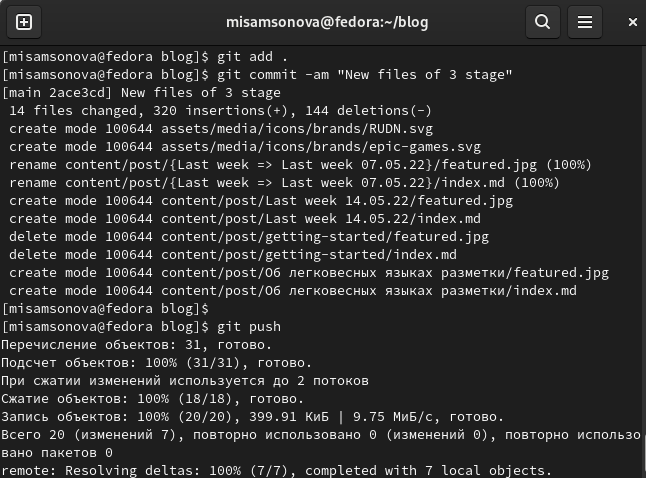 misamsonova@fedora:~/blog
[misamsonova@fedora blog]$ git add .
[misamsonova@fedora blog]$ git commit -am "New files of 3 stage"
[main 2ace3cd] New files of 3 stage
 14 files changed, 320 insertions(+), 144 deletions(-)
 create mode 100644 assets/media/icons/brands/RUDN.svg
 create mode 100644 assets/media/icons/brands/epic-games.svg
 rename content/post/{Last week => Last week 07.05.22}/featured.jpg (100%)
 rename content/post/{Last week => Last week 07.05.22}/index.md (100%)
 create mode 100644 content/post/Last week 14.05.22/featured.jpg
 create mode 100644 content/post/Last week 14.05.22/index.md
 delete mode 100644 content/post/getting-started/featured.jpg
 delete mode 100644 content/post/getting-started/index.md
 create mode 100644 content/post/Об легковесных языках разметки/featured.jpg
 create mode 100644 content/post/Об легковесных языках разметки/index.md
[misamsonova@fedora blog]$
[misamsonova@fedora blog]$ git push
Перечисление объектов: 31, готово.
Подсчет объектов: 100% (31/31), готово.
При сжатии изменений используется до 2 потоков
Сжатие объектов: 100% (18/18), готово.
Запись объектов: 100% (20/20), 399.91 КиБ | 9.75 МиБ/с, готово.
Всего 20 (изменений 7), повторно использовано 0 (изменений 0), повторно использо
вано пакетов 0
remote: Resolving deltas: 100% (7/7), completed with 7 local objects.